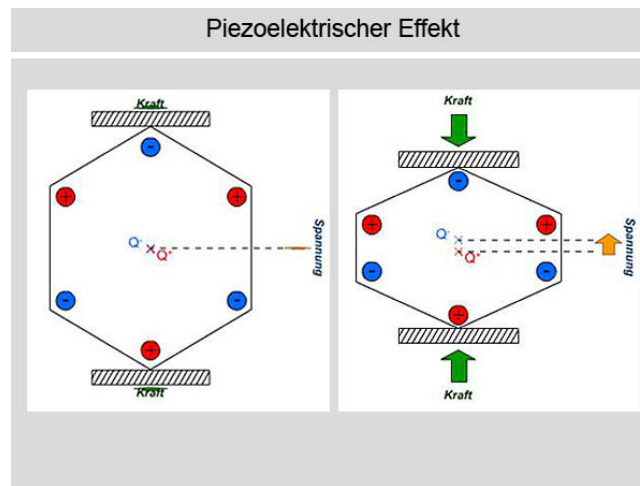 Piezoelektrischer Effekt
Kraft
-
+
+
Q-
Q+
Spannung
-
-
+
Kraft
Kraft
-
+
+
Q-
Q+
Spannung
-
-
+
Kraft